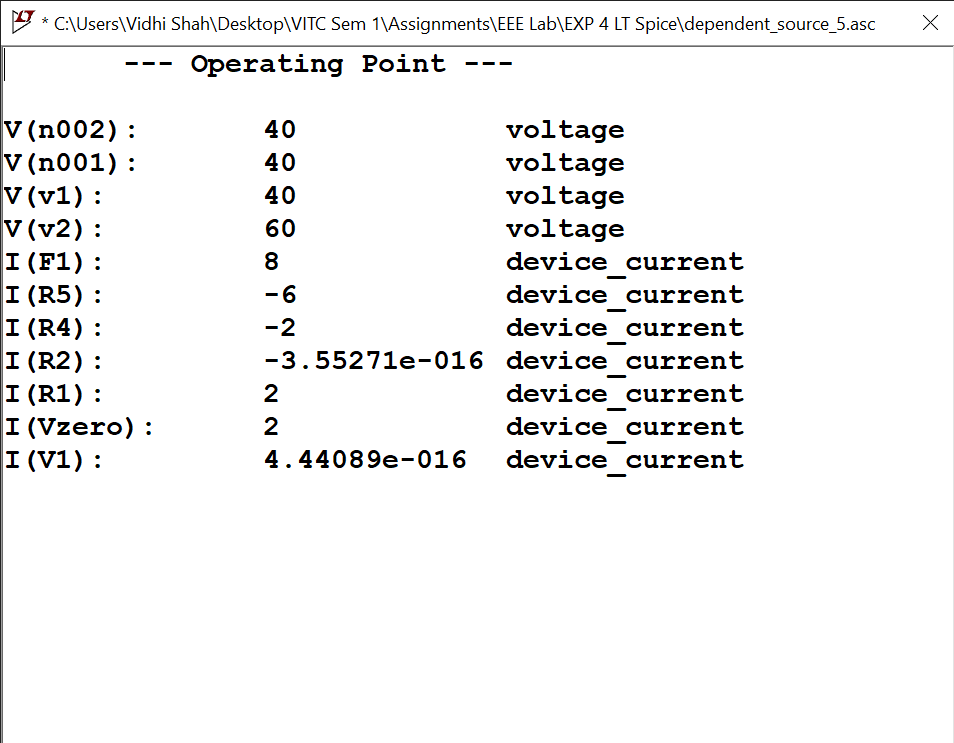 * C:\Users\Vidhi Shah\Desktop\VITC Sem 1\Assignments\EEE Lab\EXP 4 LT Spice\dependent_source_5.asc
--- Operating Point ---
V(n002): 40 voltage
V(n001): 40 voltage
V(v1): 40 voltage
V(v2): 60 voltage
I(F1): 8 device_current
I(R5): -6 device_current
I(R4): -2 device_current
I(R2): -3.55271e-016 device_current
I(R1): 2 device_current
I(Vzero): 2 device_current
I(V1): 4.44089e-016 device_current